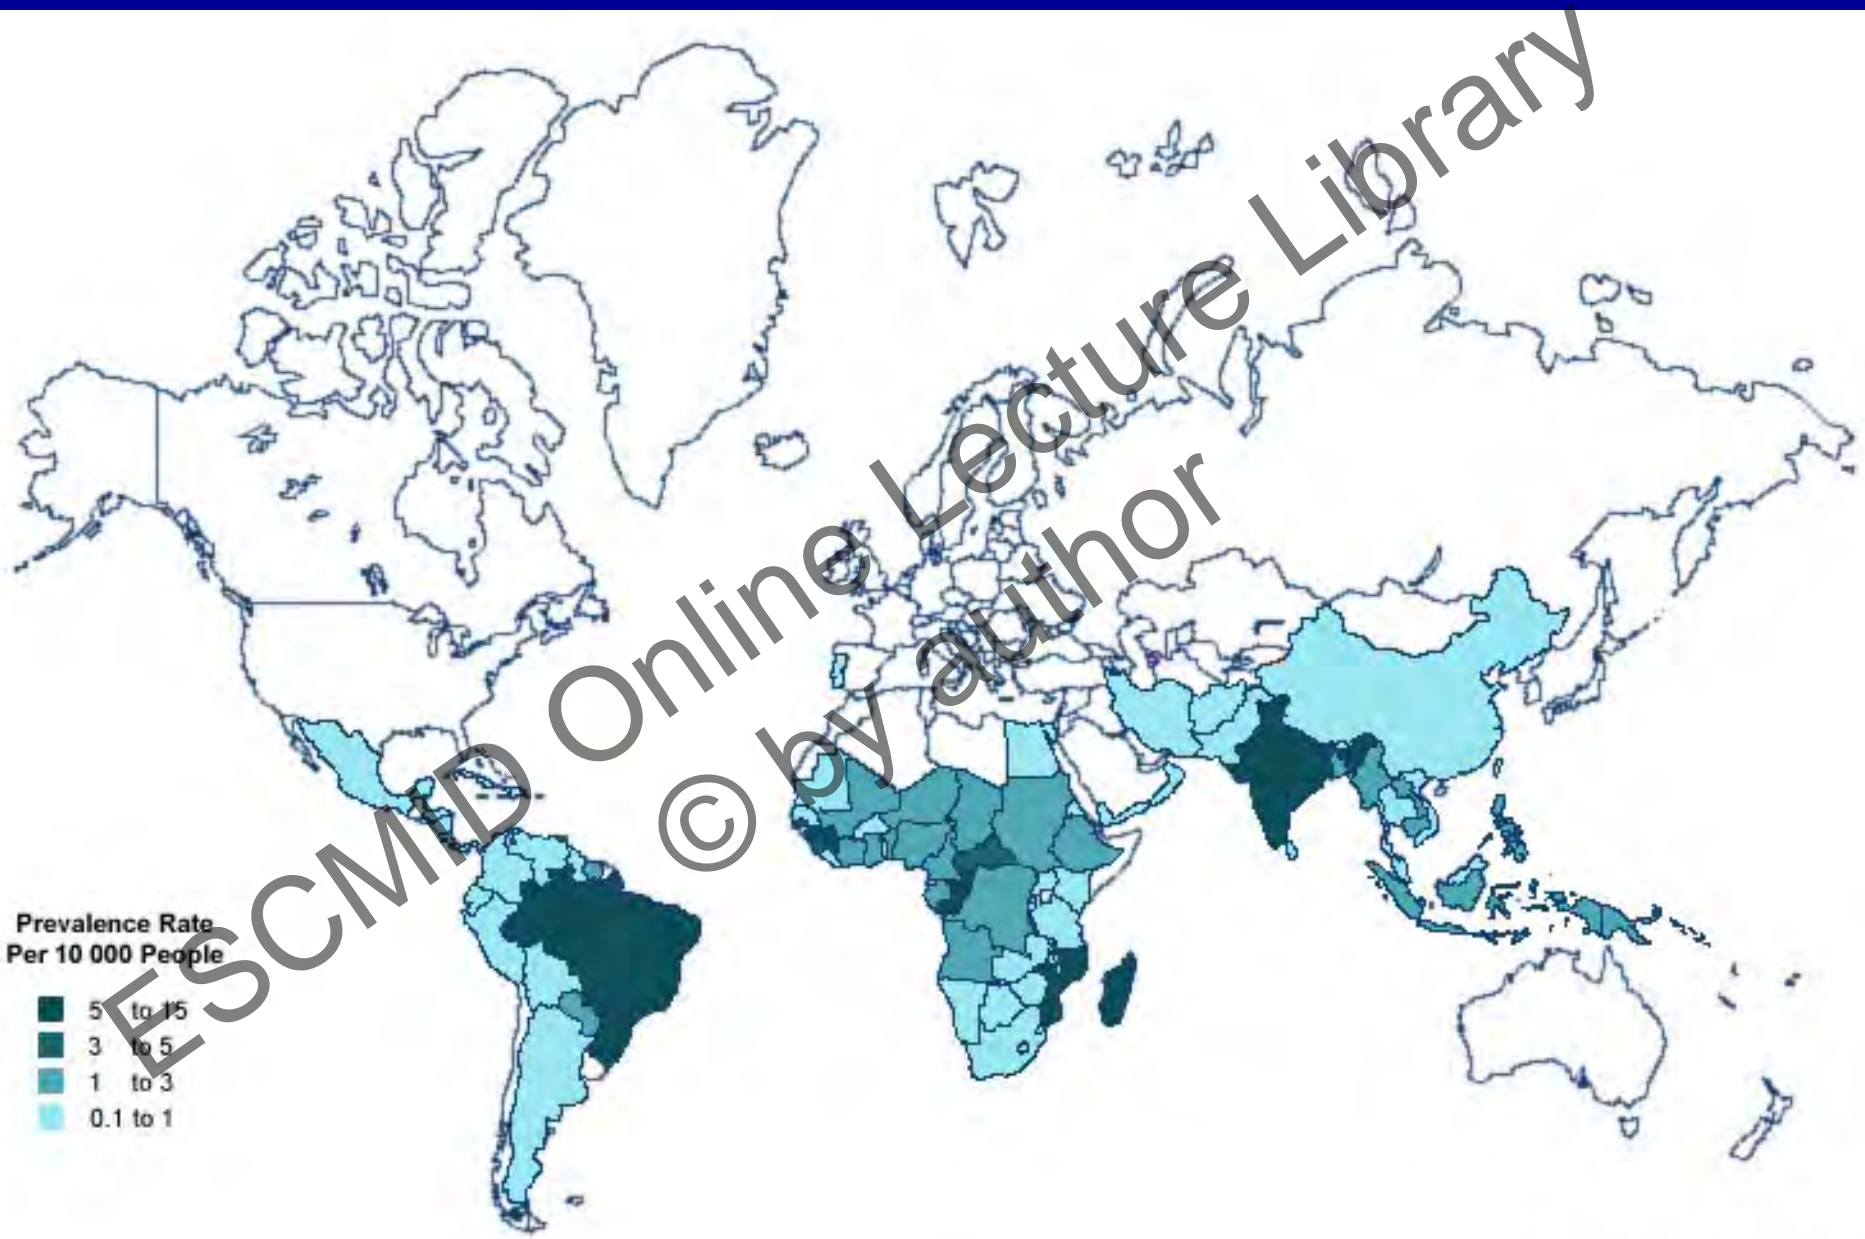 ESCMID Online Lecture Library
© by author
Prevalence Rate
Per 10 000 People
5 to 15
3 to 5
1 to 3
0.1 to 1